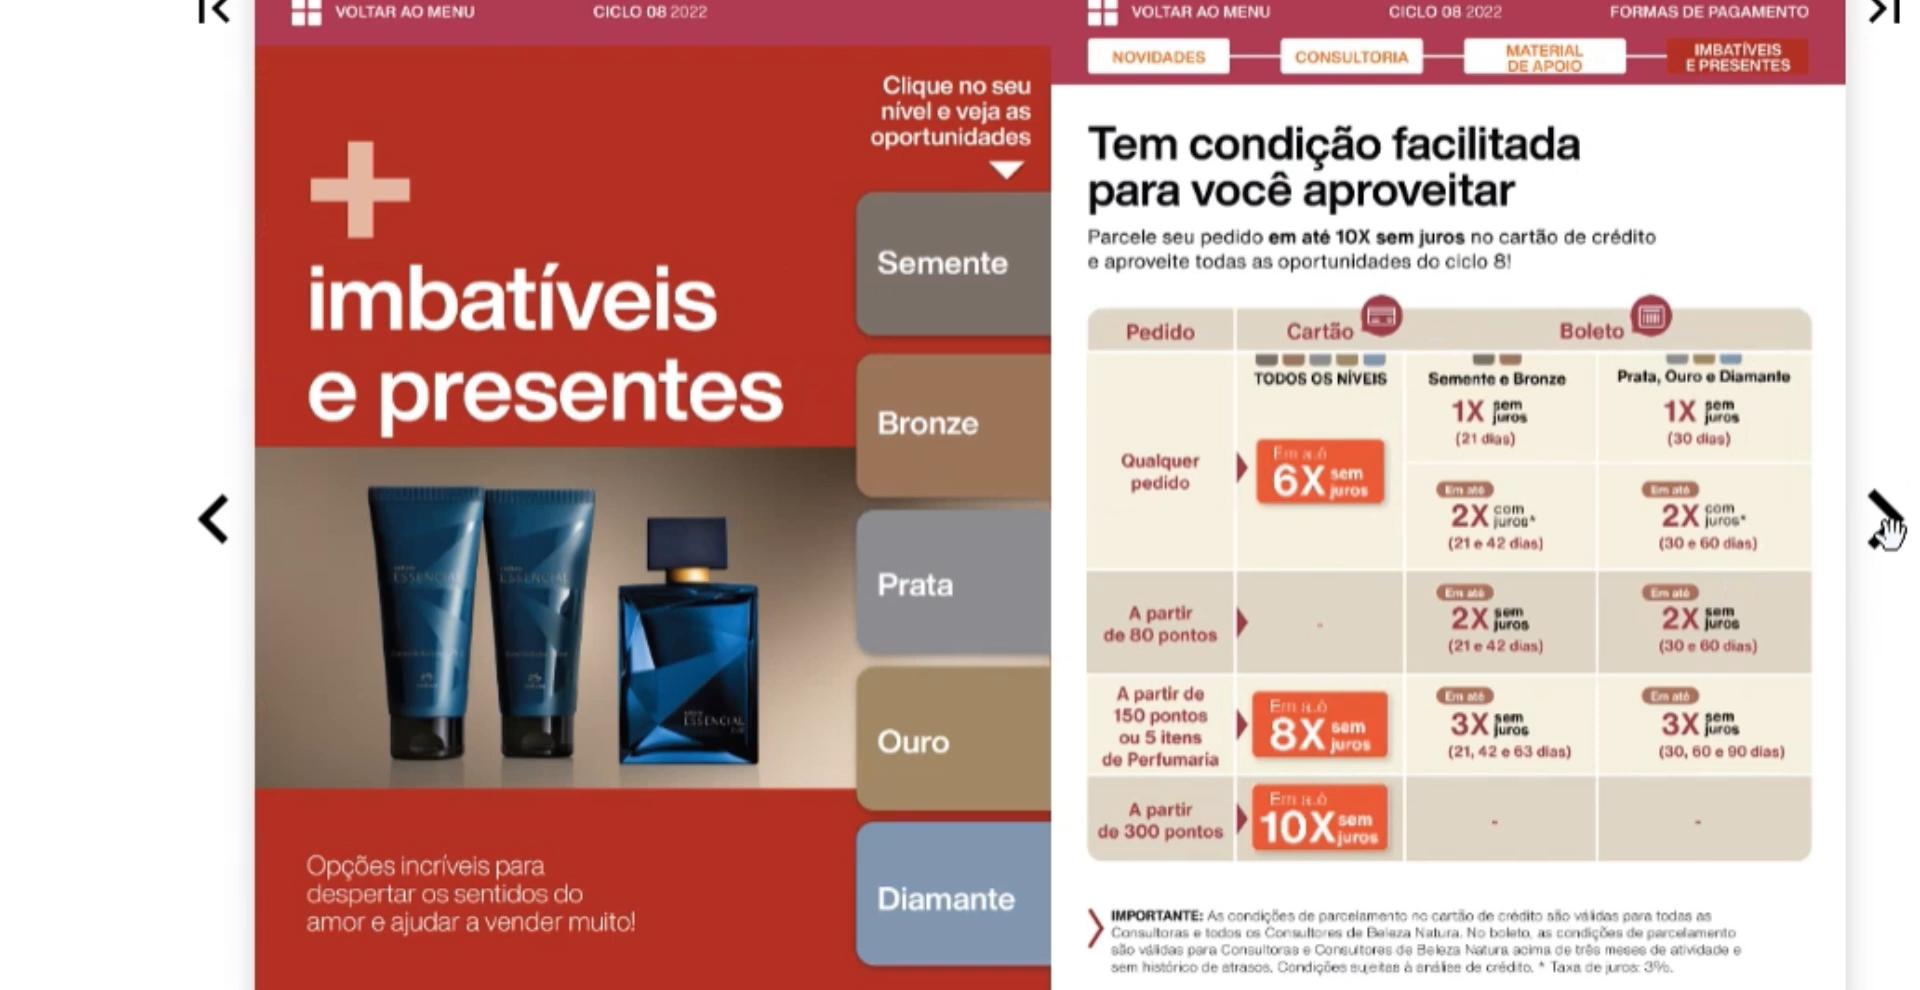 VOLTAR AO MENU
CICLO 08 2022
Clique no seu
nível e veja as
oportunidades
imbatíveis
e presentes
Semente
Bronze
Prata
Ouro
Diamante
ESSENCIAL
ESSENCIAL
ESSENCIAL
Opções incríveis para
despertar os sentidos do
amor e ajudar a vender muito!
VOLTAR AO MENU
CICLO 08 2022
FORMAS DE PAGAMENTO
NOVIDADES
CONSULTORIA
MATERIAL
DE APOIO
IMBATÍVEIS
E PRESENTES
Tem condição facilitada
para você aproveitar
Parcele seu pedido em até 10X sem juros no cartão de crédito
e aproveite todas as oportunidades do ciclo 8!
Pedido
Cartão
Boleto
TODOS OS NÍVEIS
Semente e Bronze
Prata, Ouro e Diamante
Qualquer
pedido
Em até
6X sem
juros
1X sem
juros
(21 dias)
1X sem
juros
(30 dias)
Em até
2X com
juros*
(21 e 42 dias)
Em até
2X com
juros*
(30 e 60 dias)
A partir
de 80 pontos
-
Em até
2X sem
juros
(21 e 42 dias)
Em até
2X sem
juros
(30 e 60 dias)
A partir de
150 pontos
ou 5 itens
de Perfumaria
Em até
8X sem
juros
Em até
3X sem
juros
(21, 42 e 63 dias)
Em até
3X sem
juros
(30, 60 e 90 dias)
A partir
de 300 pontos
Em até
10X sem
juros
-
-
IMPORTANTE: As condições de parcelamento no cartão de crédito são válidas para todas as
Consultoras e todos os Consultores de Beleza Natura. No boleto, as condições de parcelamento
são válidas para Consultoras e Consultores de Beleza Natura acima de três meses de atividade e
sem histórico de atrasos. Condições sujeitas à análise de crédito. * Taxa de juros: 3%.